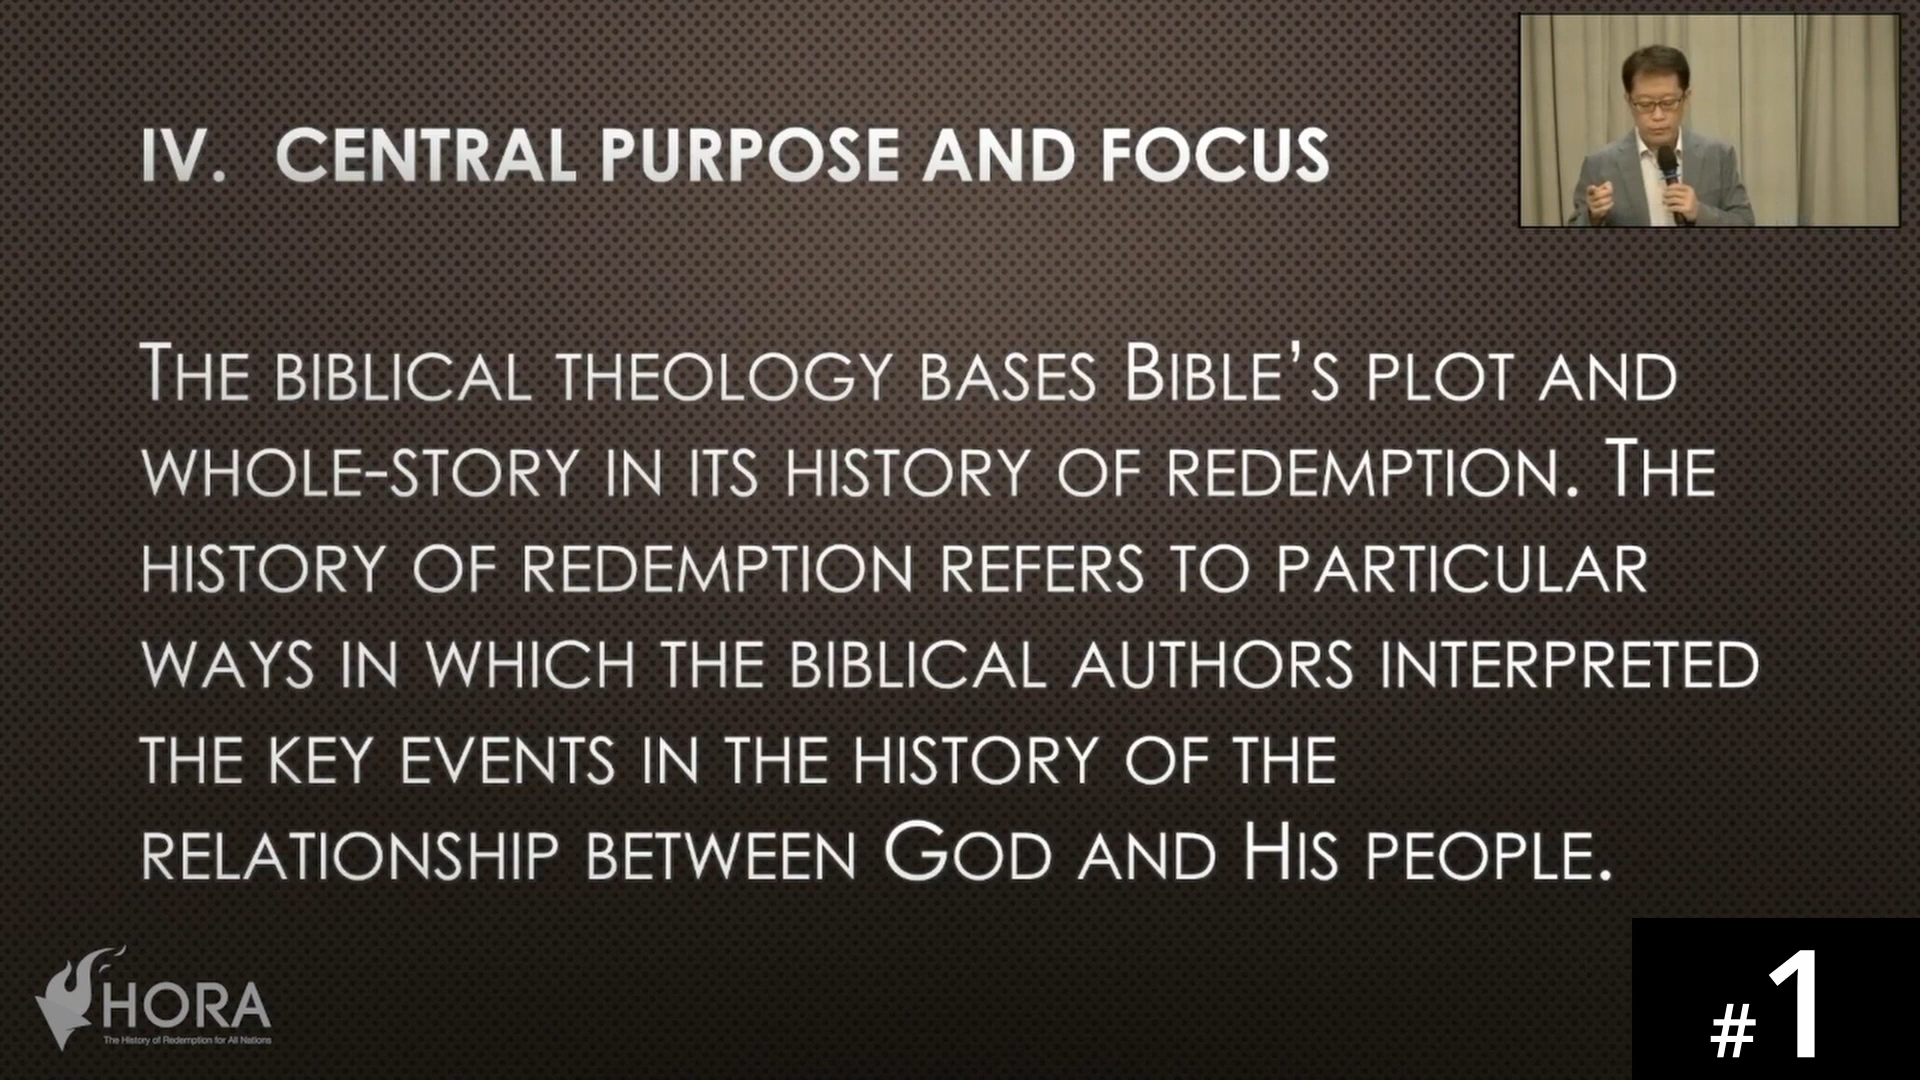 IV. CENTRAL PURPOSE AND FOCUS
THE BIBLICAL THEOLOGY BASES BIBLE’S PLOT AND
WHOLE-STORY IN ITS HISTORY OF REDEMPTION. THE
HISTORY OF REDEMPTION REFERS TO PARTICULAR
WAYS IN WHICH THE BIBLICAL AUTHORS INTERPRETED
THE KEY EVENTS IN THE HISTORY OF THE
RELATIONSHIP BETWEEN GOD AND HIS PEOPLE.
HORA
The History of Redemption for All Nations
#1